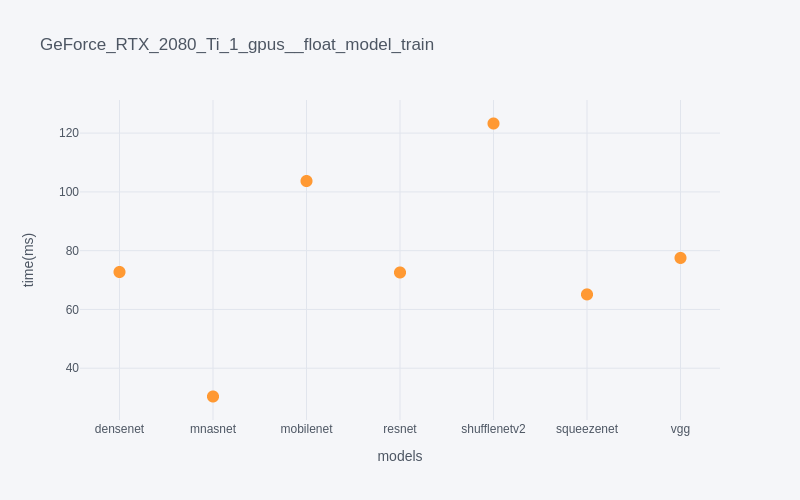 GeForce_RTX_2080_Ti_1_gpus__float_model_train
120
100
80
60
40
time(ms)
densenet mnasnet mobilenet resnet shufflenetv2 squeezenet vgg
models